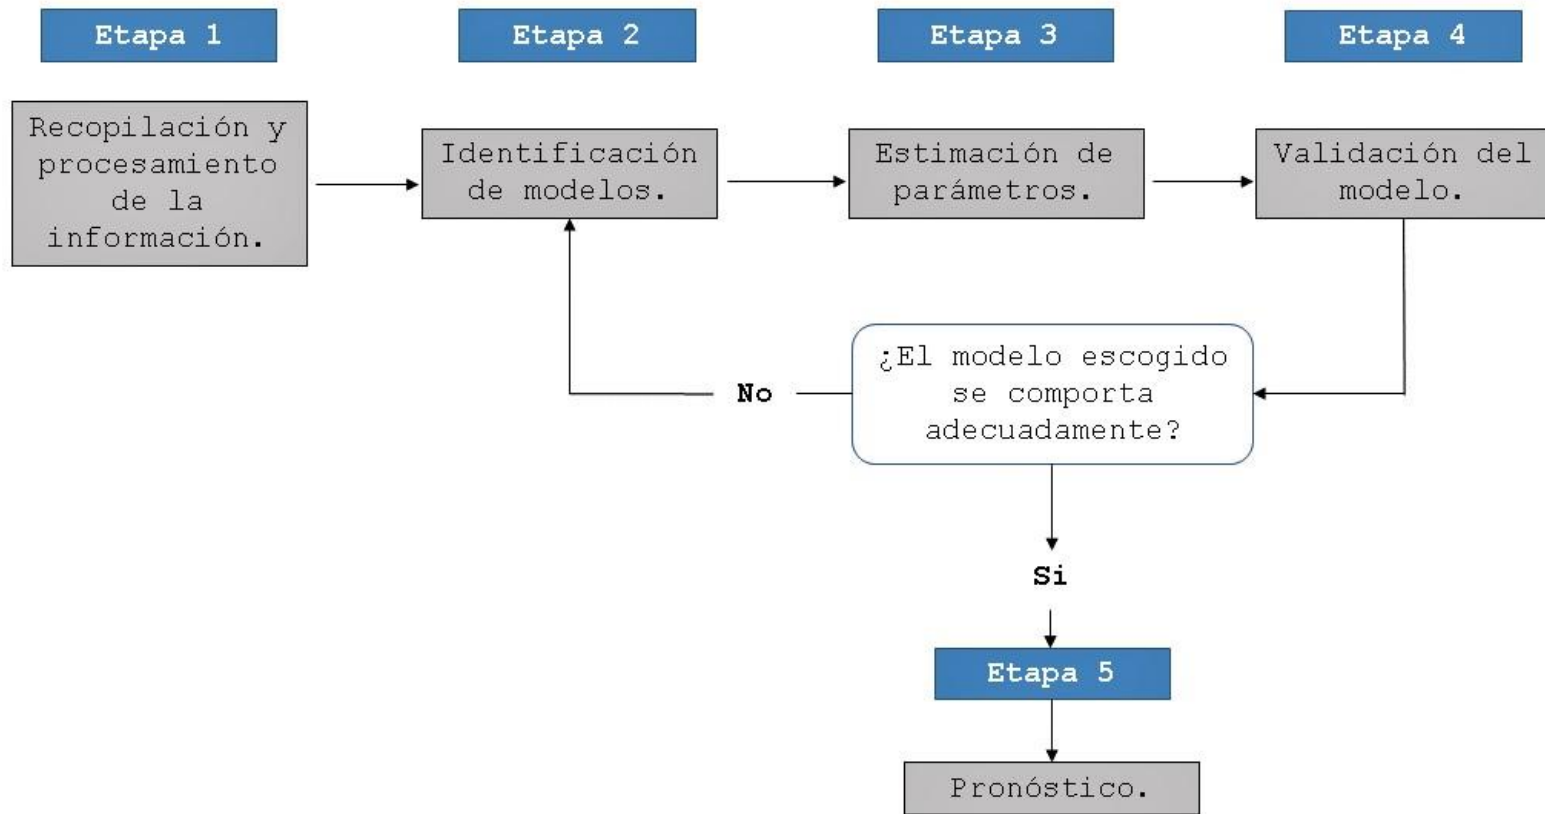 Etapa 1
Etapa 2
Etapa 3
Etapa 4
Recopilación y
procesamiento
de la
información.
Identificación
de modelos.
Estimación de
parámetros.
Validación del
modelo.
¿El modelo escogido
se comporta
adecuadamente?
No
Si
Etapa 5
Pronóstico.